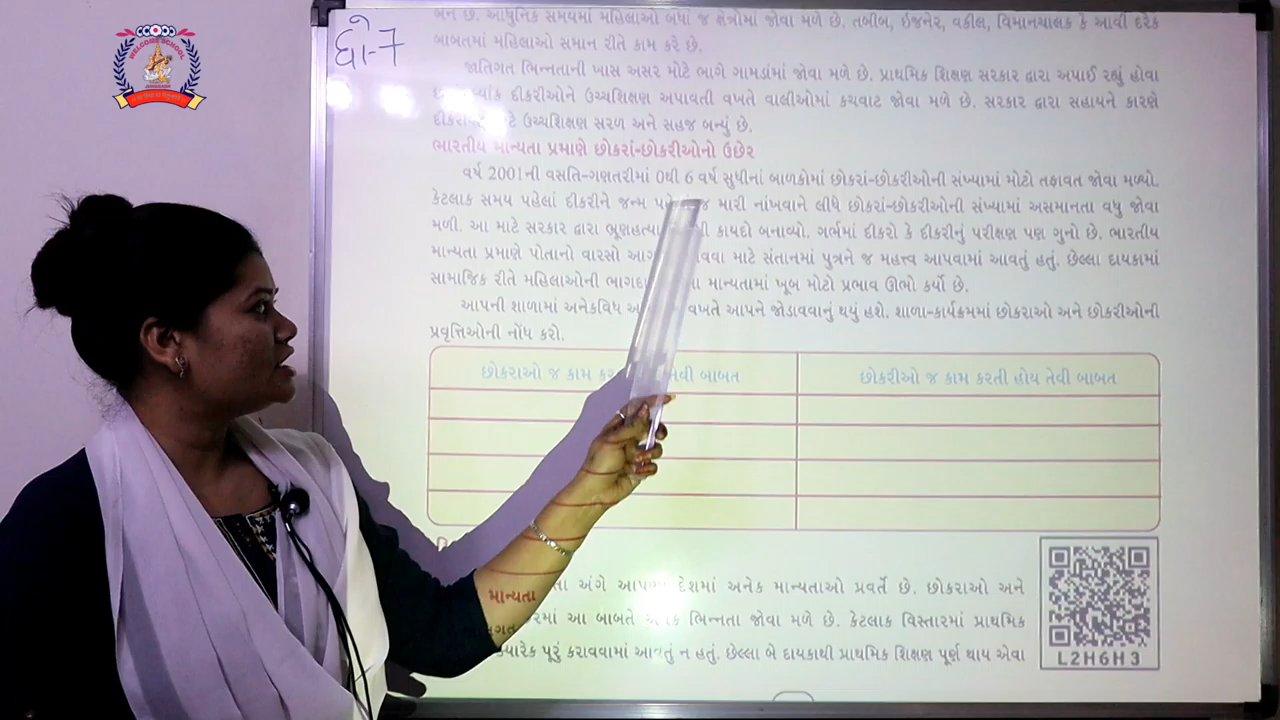 WELCOME SCHOOL
ધો-7
બને છે. આધુનિક સમયમાં મહિલાઓ બધાં જ ક્ષેત્રોમાં જોવા મળે છે. તબીબ, ઇજનેર, વકીલ, વિમાનચાલક કે આવી દરેક
બાબતમાં મહિલાઓ સમાન રીતે કામ કરે છે.
જાતિગત ભિન્નતાની ખાસ અસર મોટે ભાગે ગામડાંમાં જોવા મળે છે. પ્રાથમિક શિક્ષણ સરકાર દ્વારા અપાઈ રહ્યું હોવા
દીકરીઓને ઉચ્ચશિક્ષણ અપાવતી વખતે વાલીઓમાં કચવાટ જોવા મળે છે. સરકાર દ્વારા સહાયને કારણે
ઉચ્ચશિક્ષણ સરળ અને સહજ બન્યું છે.
ભારતીય માન્યતા પ્રમાણે છોકરાં-છોકરીઓનો ઉછેર
વર્ષ 2001ની વસતિ-ગણતરીમાં 0થી 6 વર્ષ સુધીનાં બાળકોમાં છોકરાં-છોકરીઓની સંખ્યામાં મોટો તફાવત જોવા મળ્યો.
કેટલાક સમય પહેલાં દીકરીને જન્મ જ મારી નાંખવાને લીધે છોકરાં-છોકરીઓની સંખ્યામાં અસમાનતા વધુ જોવા
મળી. આ માટે સરકાર દ્વારા ભ્રૂણહત્યા કાયદો બનાવ્યો. ગર્ભમાં દીકરો કે દીકરીનું પરીક્ષણ પણ ગુનો છે. ભારતીય
માન્યતા પ્રમાણે પોતાનો વારસો માટે સંતાનમાં પુત્રને જ મહત્ત્વ આપવામાં આવતું હતું. છેલ્લા દાયકામાં
સામાજિક રીતે મહિલાઓની માન્યતામાં ખૂબ મોટો પ્રભાવ ઊભો કર્યો છે.
આપની શાળામાં અનેકવિધ વખતે આપને જોડાવવાનું થયું હશે. શાળા-કાર્યક્રમમાં છોકરાઓ અને છોકરીઓની
પ્રવૃત્તિઓની નોંધ કરો.
છોકરાઓ જ કામ તેવી બાબત
છોકરીઓ જ કામ કરતી હોય તેવી બાબત
માન્યતા અંગે આપણા દેશમાં અનેક માન્યતાઓ પ્રવર્તે છે. છોકરાઓ અને
આ બાબતે અનેક ભિન્નતા જોવા મળે છે. કેટલાક વિસ્તારમાં પ્રાથમિક
ક્યારેક પૂરું કરાવવામાં આવતું ન હતું. છેલ્લા બે દાયકાથી પ્રાથમિક શિક્ષણ પૂર્ણ થાય એવા
L2H6H3